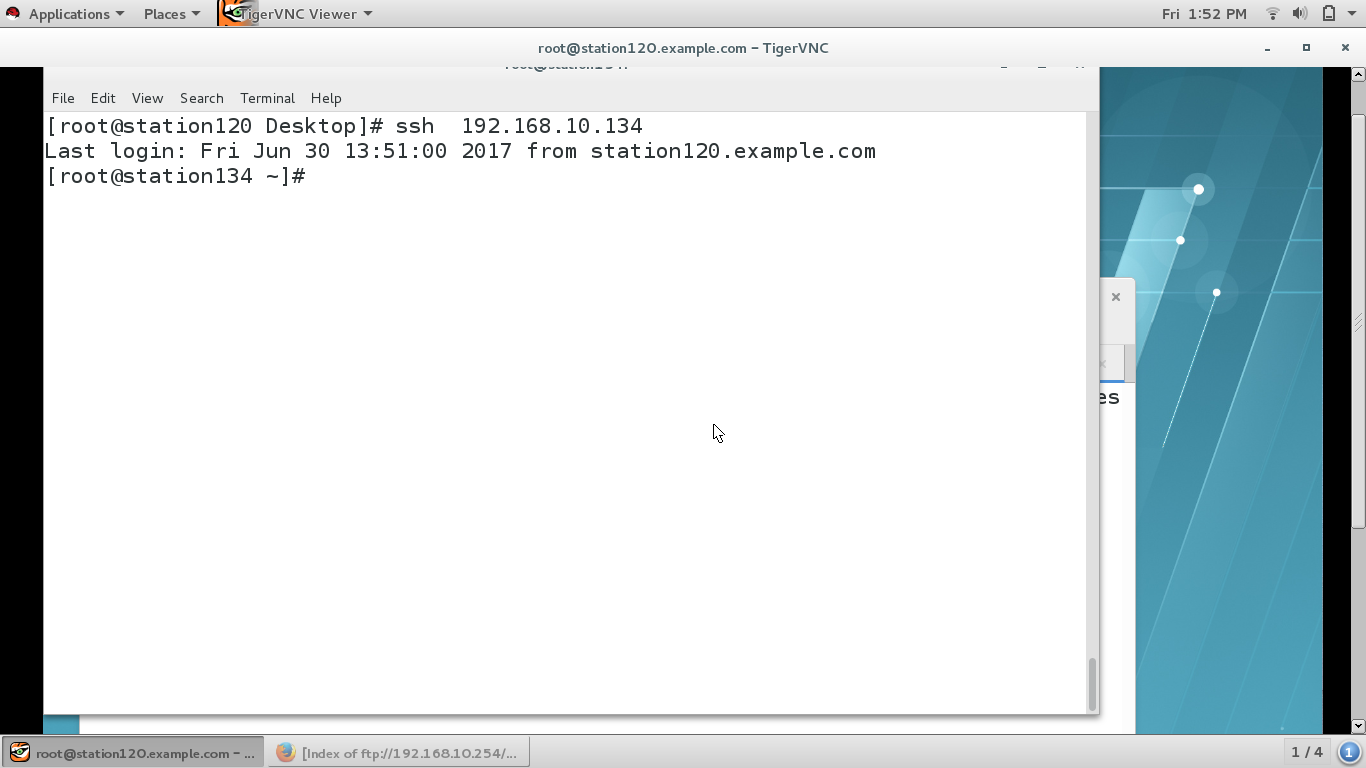 Applications Places TigerVNC Viewer Fri 1:52 PM
root@station120.example.com − TigerVNC
File Edit View Search Terminal Help
[root@station120 Desktop]# ssh  192.168.10.134
Last login: Fri Jun 30 13:51:00 2017 from station120.example.com
[root@station134 ~]#
es
root@station120.example.com − ... [Index of ftp://192.168.10.254/... 1 / 4 1